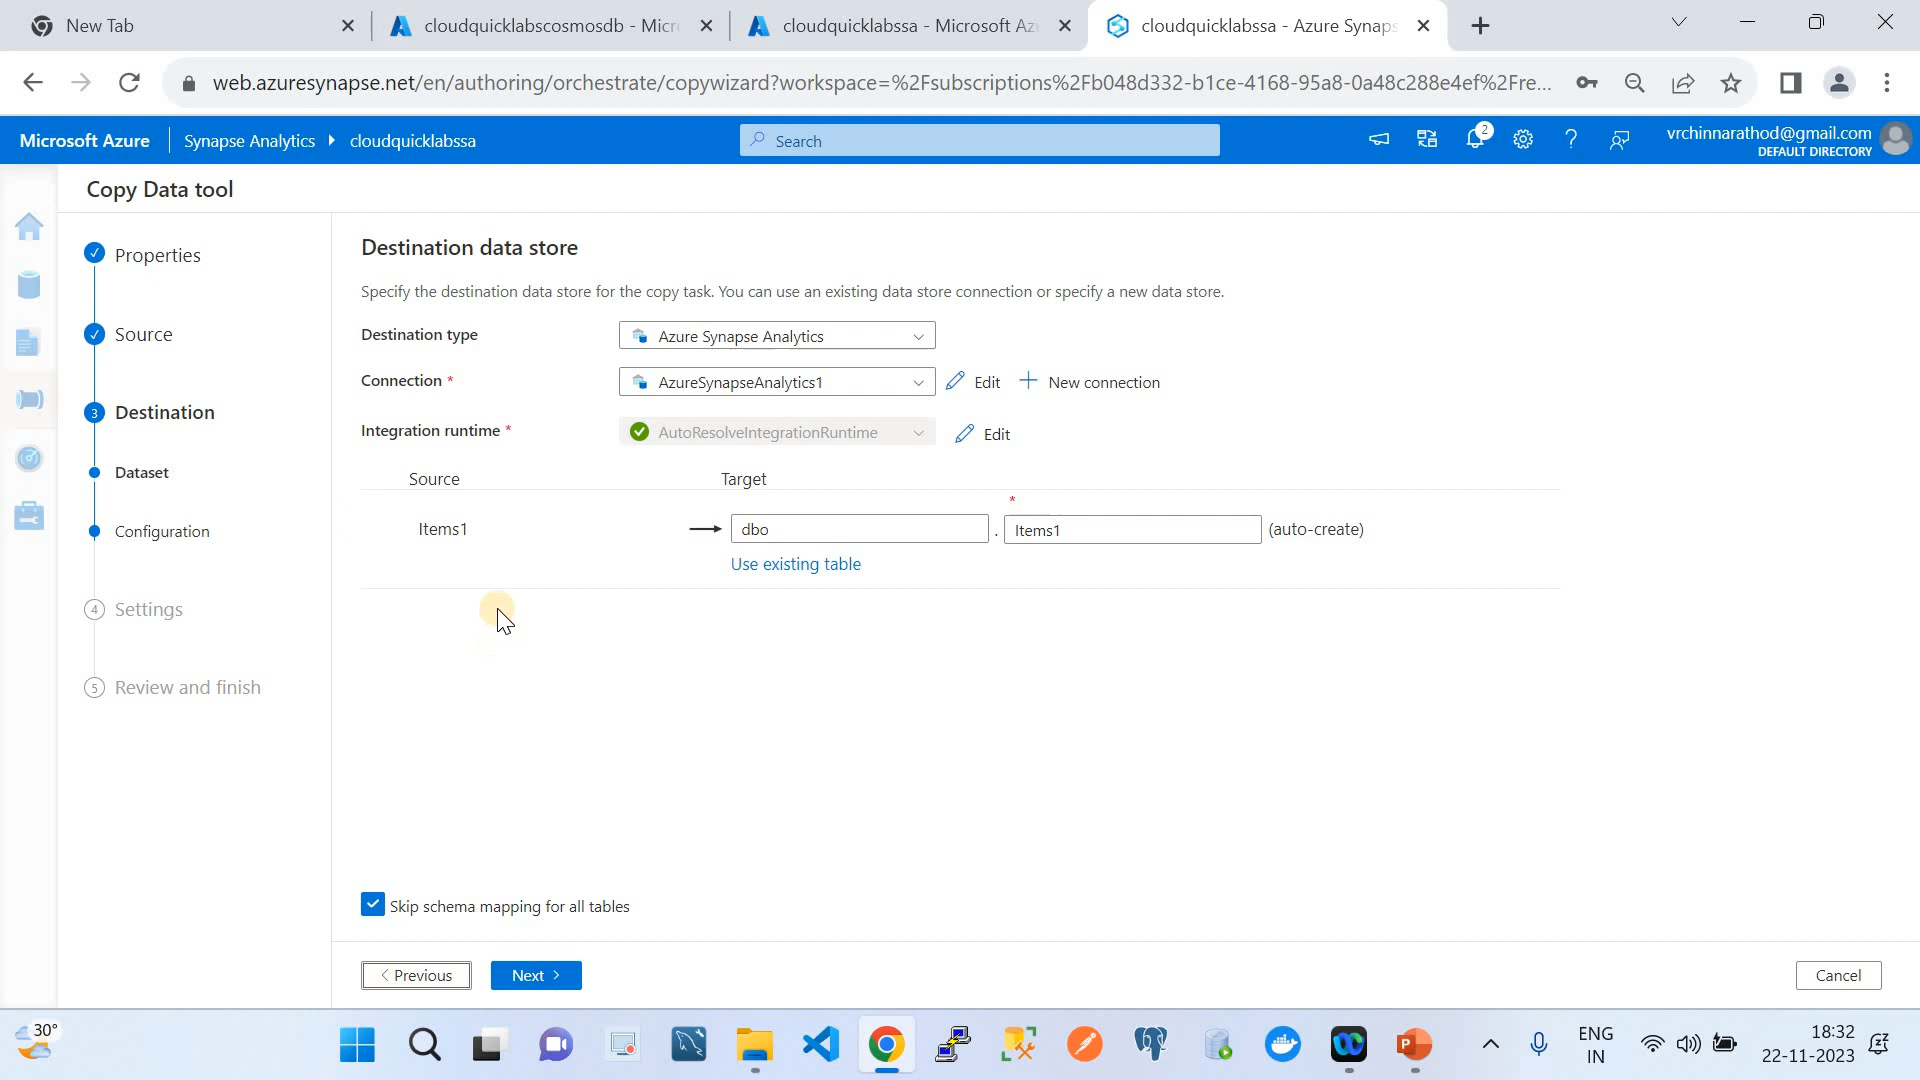 New Tab
cloudquicklabscosmosdb - Micr
cloudquicklabssa - Microsoft Az
cloudquicklabssa - Azure Synaps
web.azuresynapse.net/en/authoring/orchestrate/copywizard?workspace=%2Fsubscriptions%2Fb048d332-b1ce-4168-95a8-0a48c288e4ef%2Fre...
Microsoft Azure
Synapse Analytics
cloudquicklabssa
Search
2
vrchinnarathod@gmail.com
DEFAULT DIRECTORY
Copy Data tool
Properties
Source
3 Destination
Dataset
Configuration
4 Settings
5 Review and finish
Destination data store
Specify the destination data store for the copy task. You can use an existing data store connection or specify a new data store.
Destination type
Azure Synapse Analytics
Connection *
AzureSynapseAnalytics1
Edit
New connection
Integration runtime *
AutoResolveIntegrationRuntime
Edit
Source
Target
*
Items1
dbo
.
Items1
(auto-create)
Use existing table
Skip schema mapping for all tables
< Previous
Next >
Cancel
30°
ENG
IN
18:32
22-11-2023